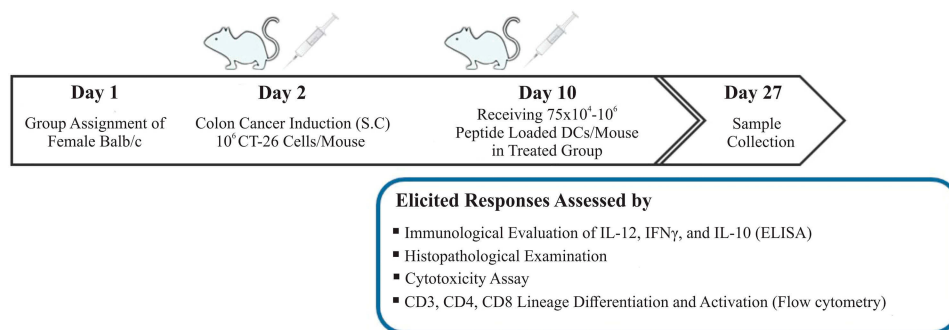 Day 1
Group Assignment of
Female Balb/c
Day 2
Colon Cancer Induction (S.C)
10⁶ CT-26 Cells/Mouse
Day 10
Receiving 75x10⁴-10⁶
Peptide Loaded DCs/Mouse
in Treated Group
Day 27
Sample
Collection
Elicited Responses Assessed by
▪ Immunological Evaluation of IL-12, IFNγ, and IL-10 (ELISA)
▪ Histopathological Examination
▪ Cytotoxicity Assay
▪ CD3, CD4, CD8 Lineage Differentiation and Activation (Flow cytometry)